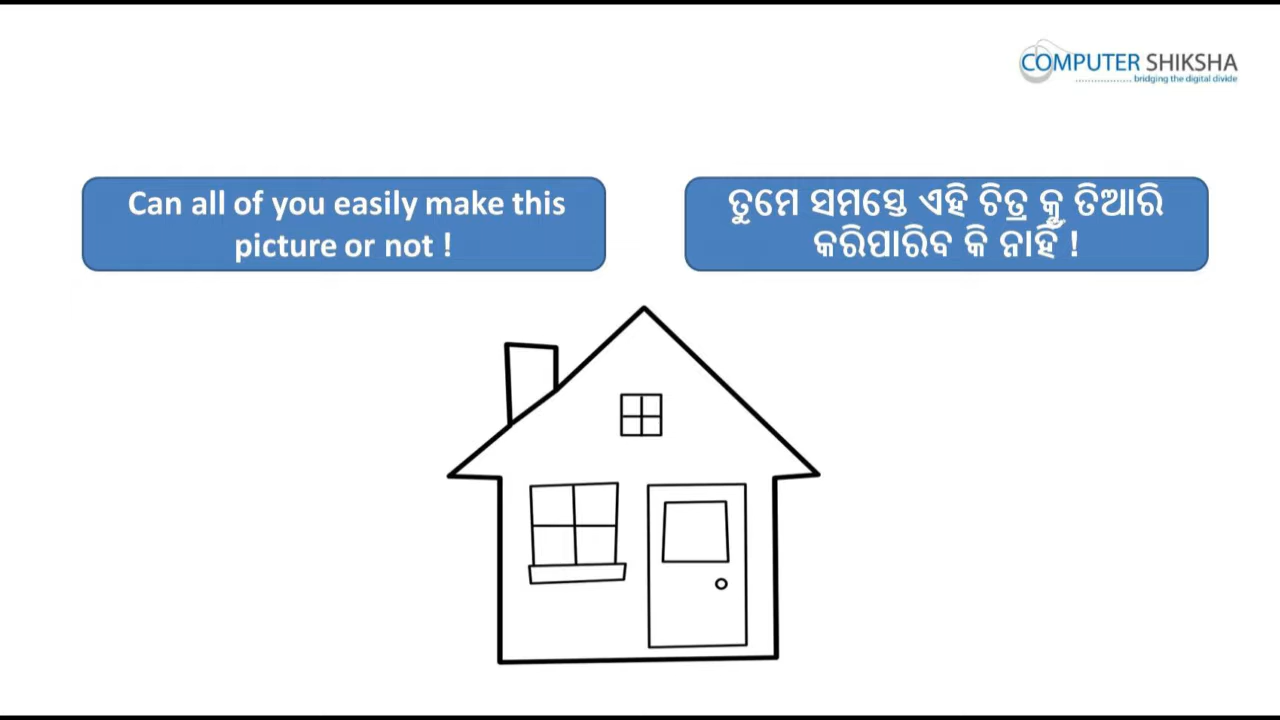 COMPUTER SHIKSHA
bridging the digital divide
Can all of you easily make this
picture or not !
ତୁମେ ସମସ୍ତେ ଏହି ଚିତ୍ର କୁ ତିଆରି
କରିପାରିବ କି ନାହିଁ !